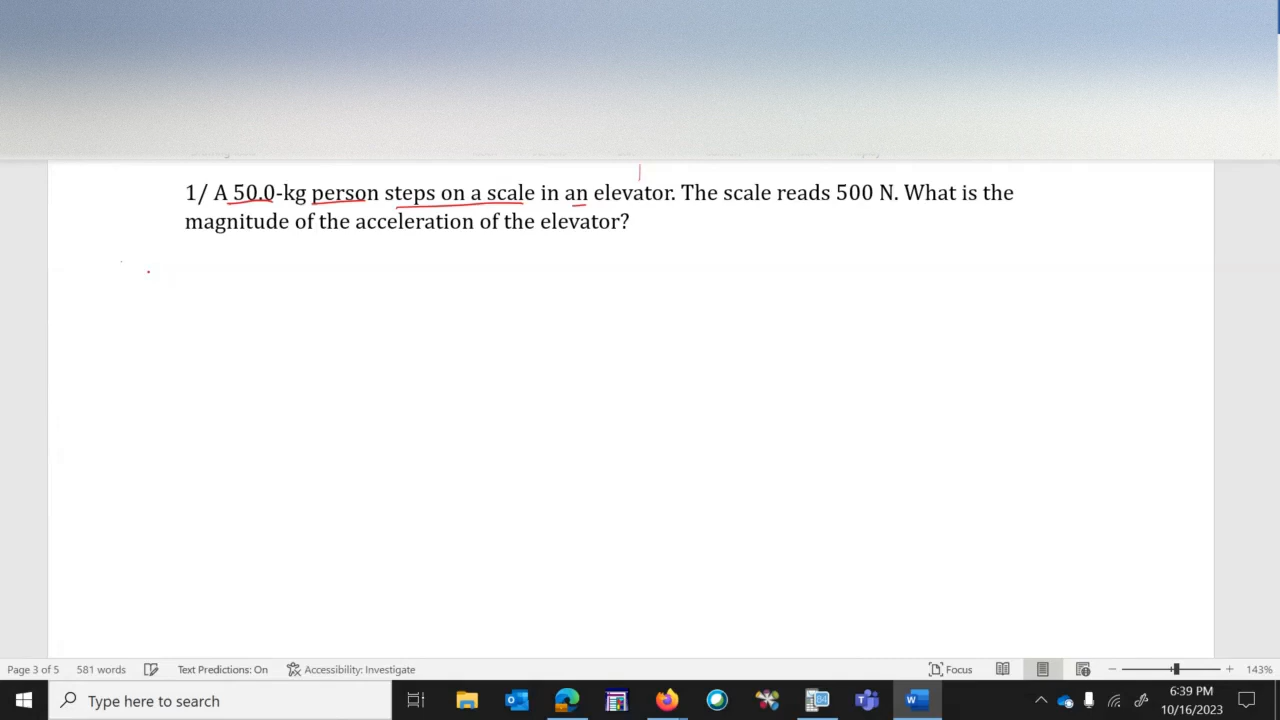 1/ A 50.0-kg person steps on a scale in an elevator. The scale reads 500 N. What is the
magnitude of the acceleration of the elevator?
Page 3 of 5 581 words Text Predictions: On Accessibility: Investigate Focus 143%
Type here to search
6:39 PM
10/16/2023